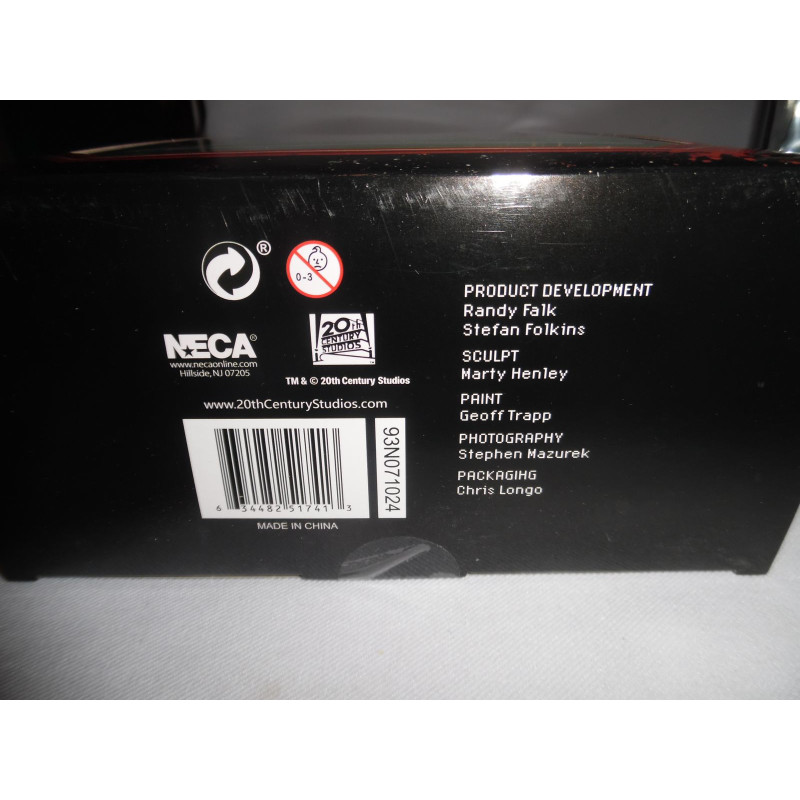 ®
0-3
NECA®
www.necaonline.com
Hillside, NJ 07205
20TH
CENTURY
STUDIOS
TM & © 20th Century Studios
www.20thCenturyStudios.com
6 34482 51741 3
93N071024
MADE IN CHINA
PRODUCT DEVELOPMENT
Randy Falk
Stefan Folkins
SCULPT
Marty Henley
PAINT
Geoff Trapp
PHOTOGRAPHY
Stephen Mazurek
PACKAGIHG
Chris Longo